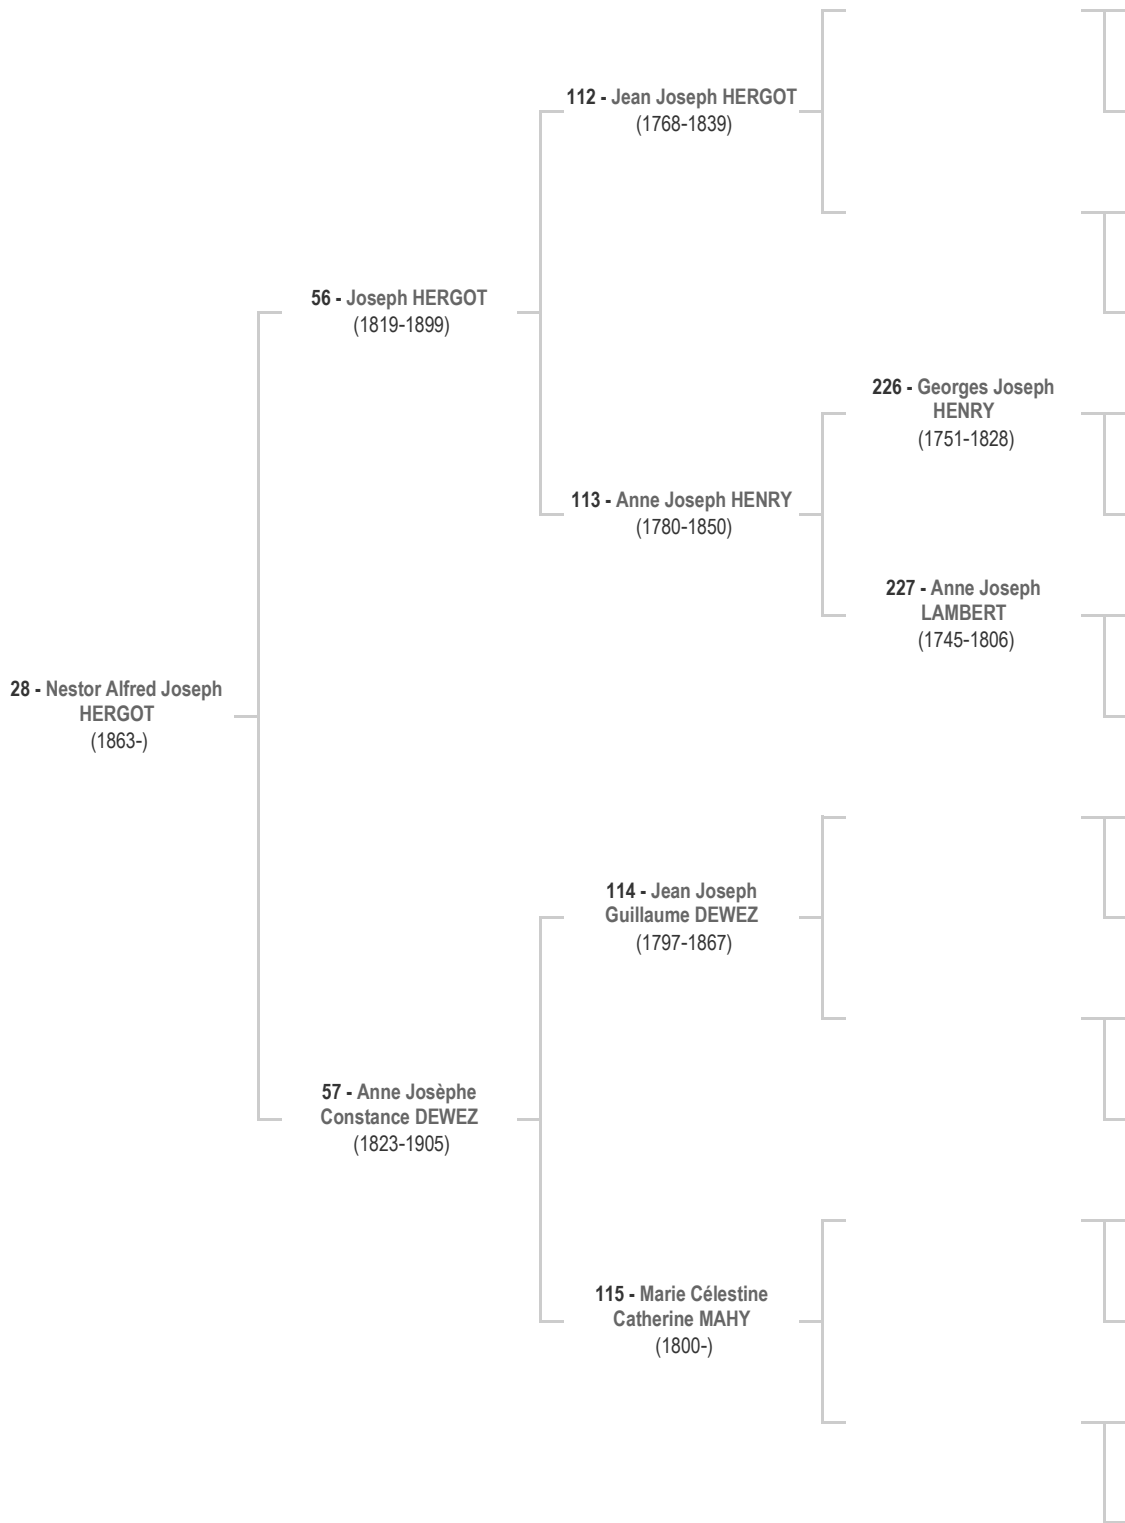 112 - Jean Joseph HERGOT
(1768-1839)
56 - Joseph HERGOT
(1819-1899)
226 - Georges Joseph
HENRY
(1751-1828)
113 - Anne Joseph HENRY
(1780-1850)
227 - Anne Joseph
LAMBERT
(1745-1806)
28 - Nestor Alfred Joseph
HERGOT
(1863-)
114 - Jean Joseph
Guillaume DEWEZ
(1797-1867)
57 - Anne Josèphe
Constance DEWEZ
(1823-1905)
115 - Marie Célestine
Catherine MAHY
(1800-)